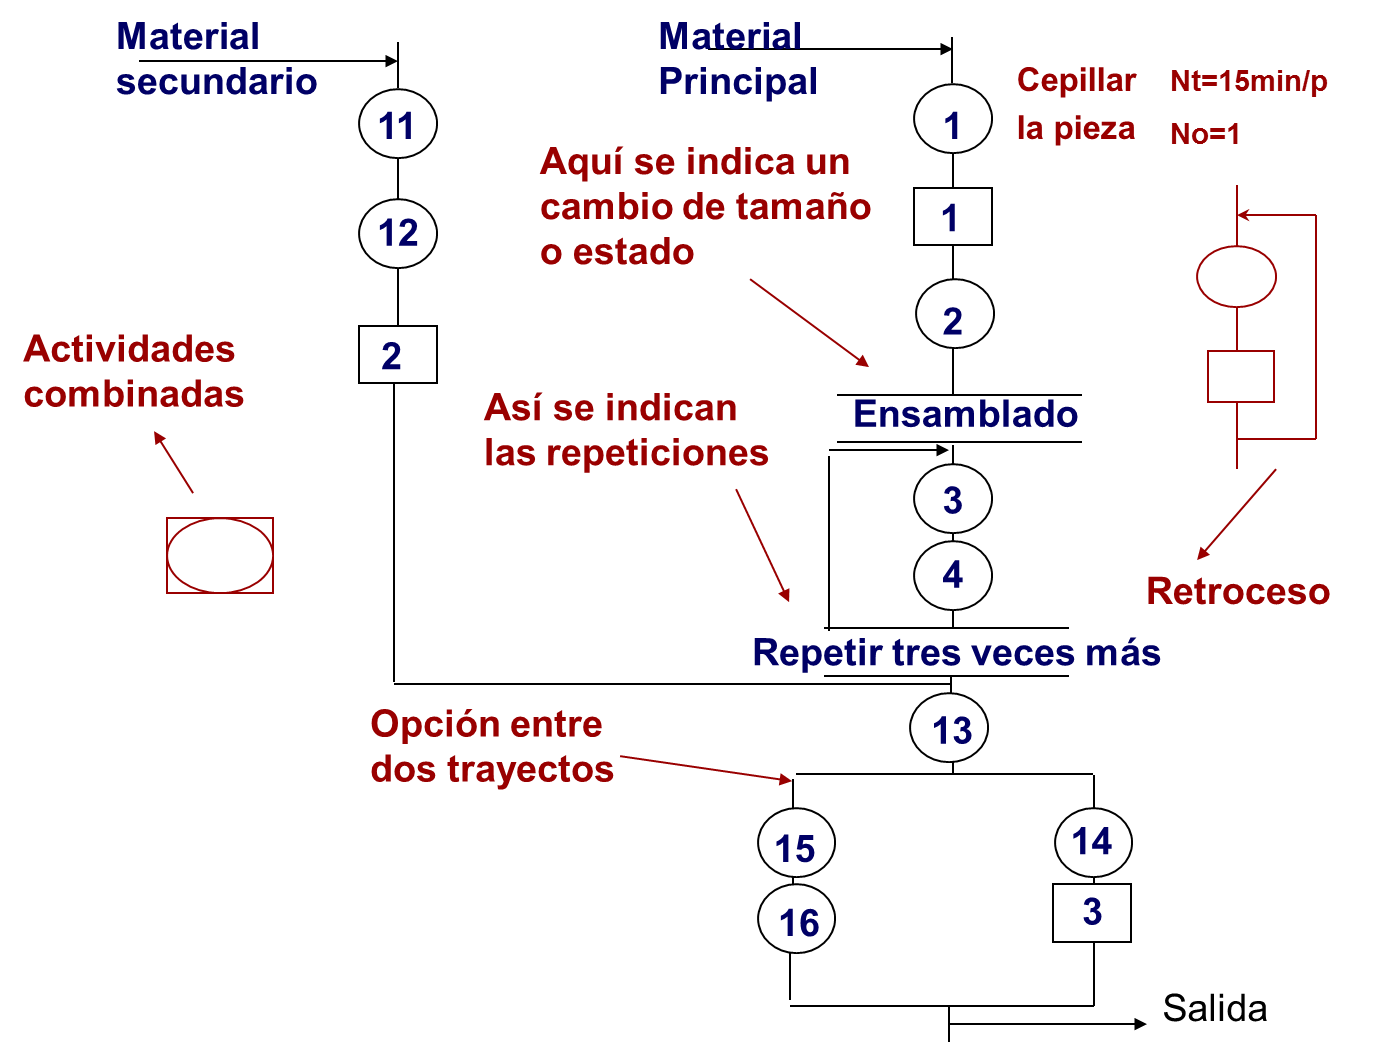 Material
secundario
Material
Principal
Cepillar
la pieza
Nt=15min/p
No=1
11
1
Aquí se indica un
cambio de tamaño
o estado
12
1
2
Actividades
combinadas
2
Así se indican
las repeticiones
Ensamblado
3
4
Retroceso
Repetir tres veces más
Opción entre
dos trayectos
13
15
14
16
3
Salida